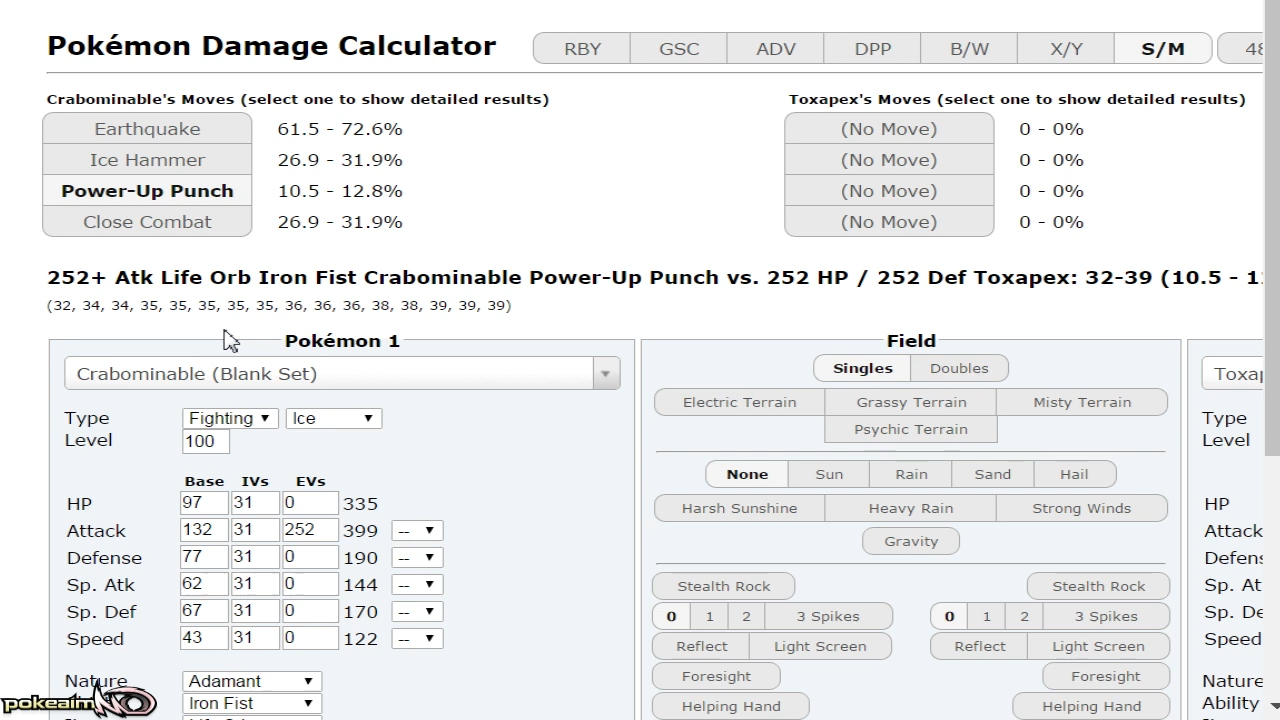 Pokémon Damage Calculator
RBY GSC ADV DPP B/W X/Y S/M 48
Crabominable's Moves (select one to show detailed results)
Toxapex's Moves (select one to show detailed results)
Earthquake 61.5 - 72.6% (No Move) 0 - 0%
Ice Hammer 26.9 - 31.9% (No Move) 0 - 0%
Power-Up Punch 10.5 - 12.8% (No Move) 0 - 0%
Close Combat 26.9 - 31.9% (No Move) 0 - 0%
252+ Atk Life Orb Iron Fist Crabominable Power-Up Punch vs. 252 HP / 252 Def Toxapex: 32-39 (10.5 - 1
(32, 34, 34, 35, 35, 35, 35, 35, 36, 36, 36, 38, 38, 39, 39, 39)
Pokémon 1
Crabominable (Blank Set)
Type Fighting Ice
Level 100
Base IVs EVs
HP 97 31 0 335
Attack 132 31 252 399 --
Defense 77 31 0 190 --
Sp. Atk 62 31 0 144 --
Sp. Def 67 31 0 170 --
Speed 43 31 0 122 --
Nature Adamant
Iron Fist
Field
Singles Doubles
Electric Terrain Grassy Terrain Misty Terrain
Psychic Terrain
None Sun Rain Sand Hail
Harsh Sunshine Heavy Rain Strong Winds
Gravity
Stealth Rock Stealth Rock
0 1 2 3 Spikes 0 1 2 3 Spikes
Reflect Light Screen Reflect Light Screen
Foresight Foresight
Helping Hand Helping Hand
Toxap
Type
Level
HP
Attack
Defens
Sp. At
Sp. De
Speed
Nature
Ability
pokeaimMD